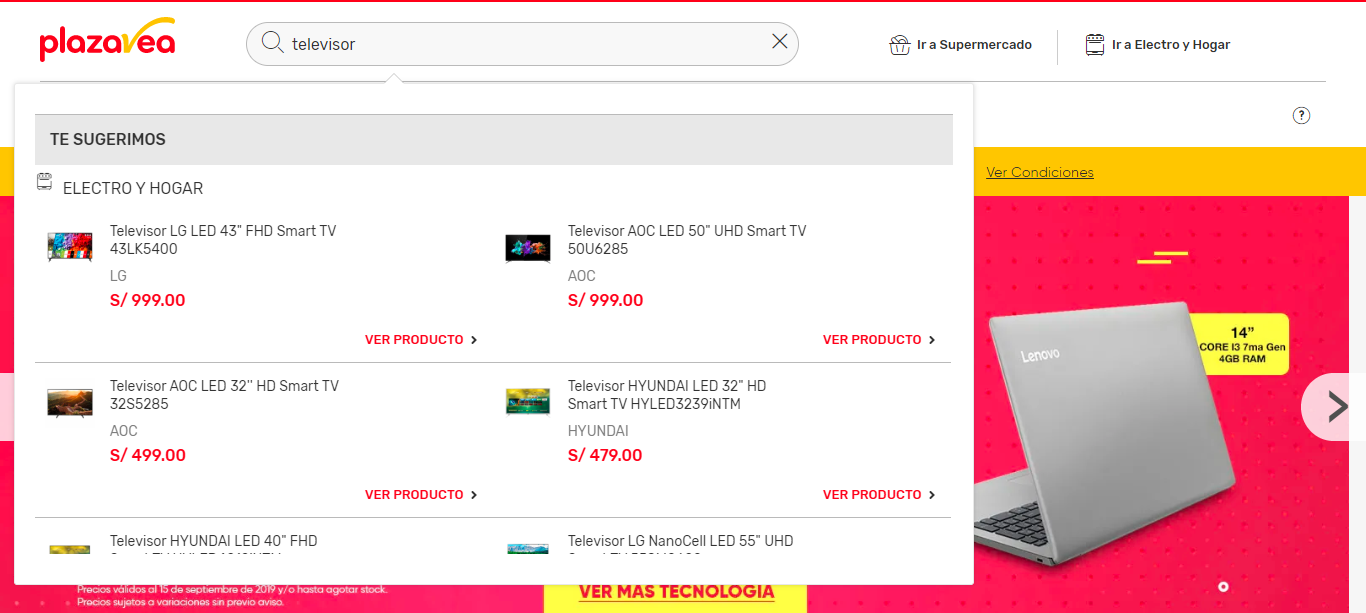 plazavea
televisor
Ir a Supermercado
Ir a Electro y Hogar
?
TE SUGERIMOS
ELECTRO Y HOGAR
Ver Condiciones
Televisor LG LED 43" FHD Smart TV
43LK5400
LG
S/ 999.00
VER PRODUCTO
Televisor AOC LED 50" UHD Smart TV
50U6285
AOC
S/ 999.00
VER PRODUCTO
Televisor AOC LED 32'' HD Smart TV
32S5285
AOC
S/ 499.00
VER PRODUCTO
Televisor HYUNDAI LED 32" HD
Smart TV HYLED3239iNTM
HYUNDAI
S/ 479.00
VER PRODUCTO
Televisor HYUNDAI LED 40" FHD
Televisor LG NanoCell LED 55" UHD
Lenovo
14”
CORE I3 7ma Gen
4GB RAM
Precios válidos al 15 de septiembre de 2019 y/o hasta agotar stock.
Precios sujetos a variaciones sin previo aviso.
VER MÁS TECNOLOGÍA